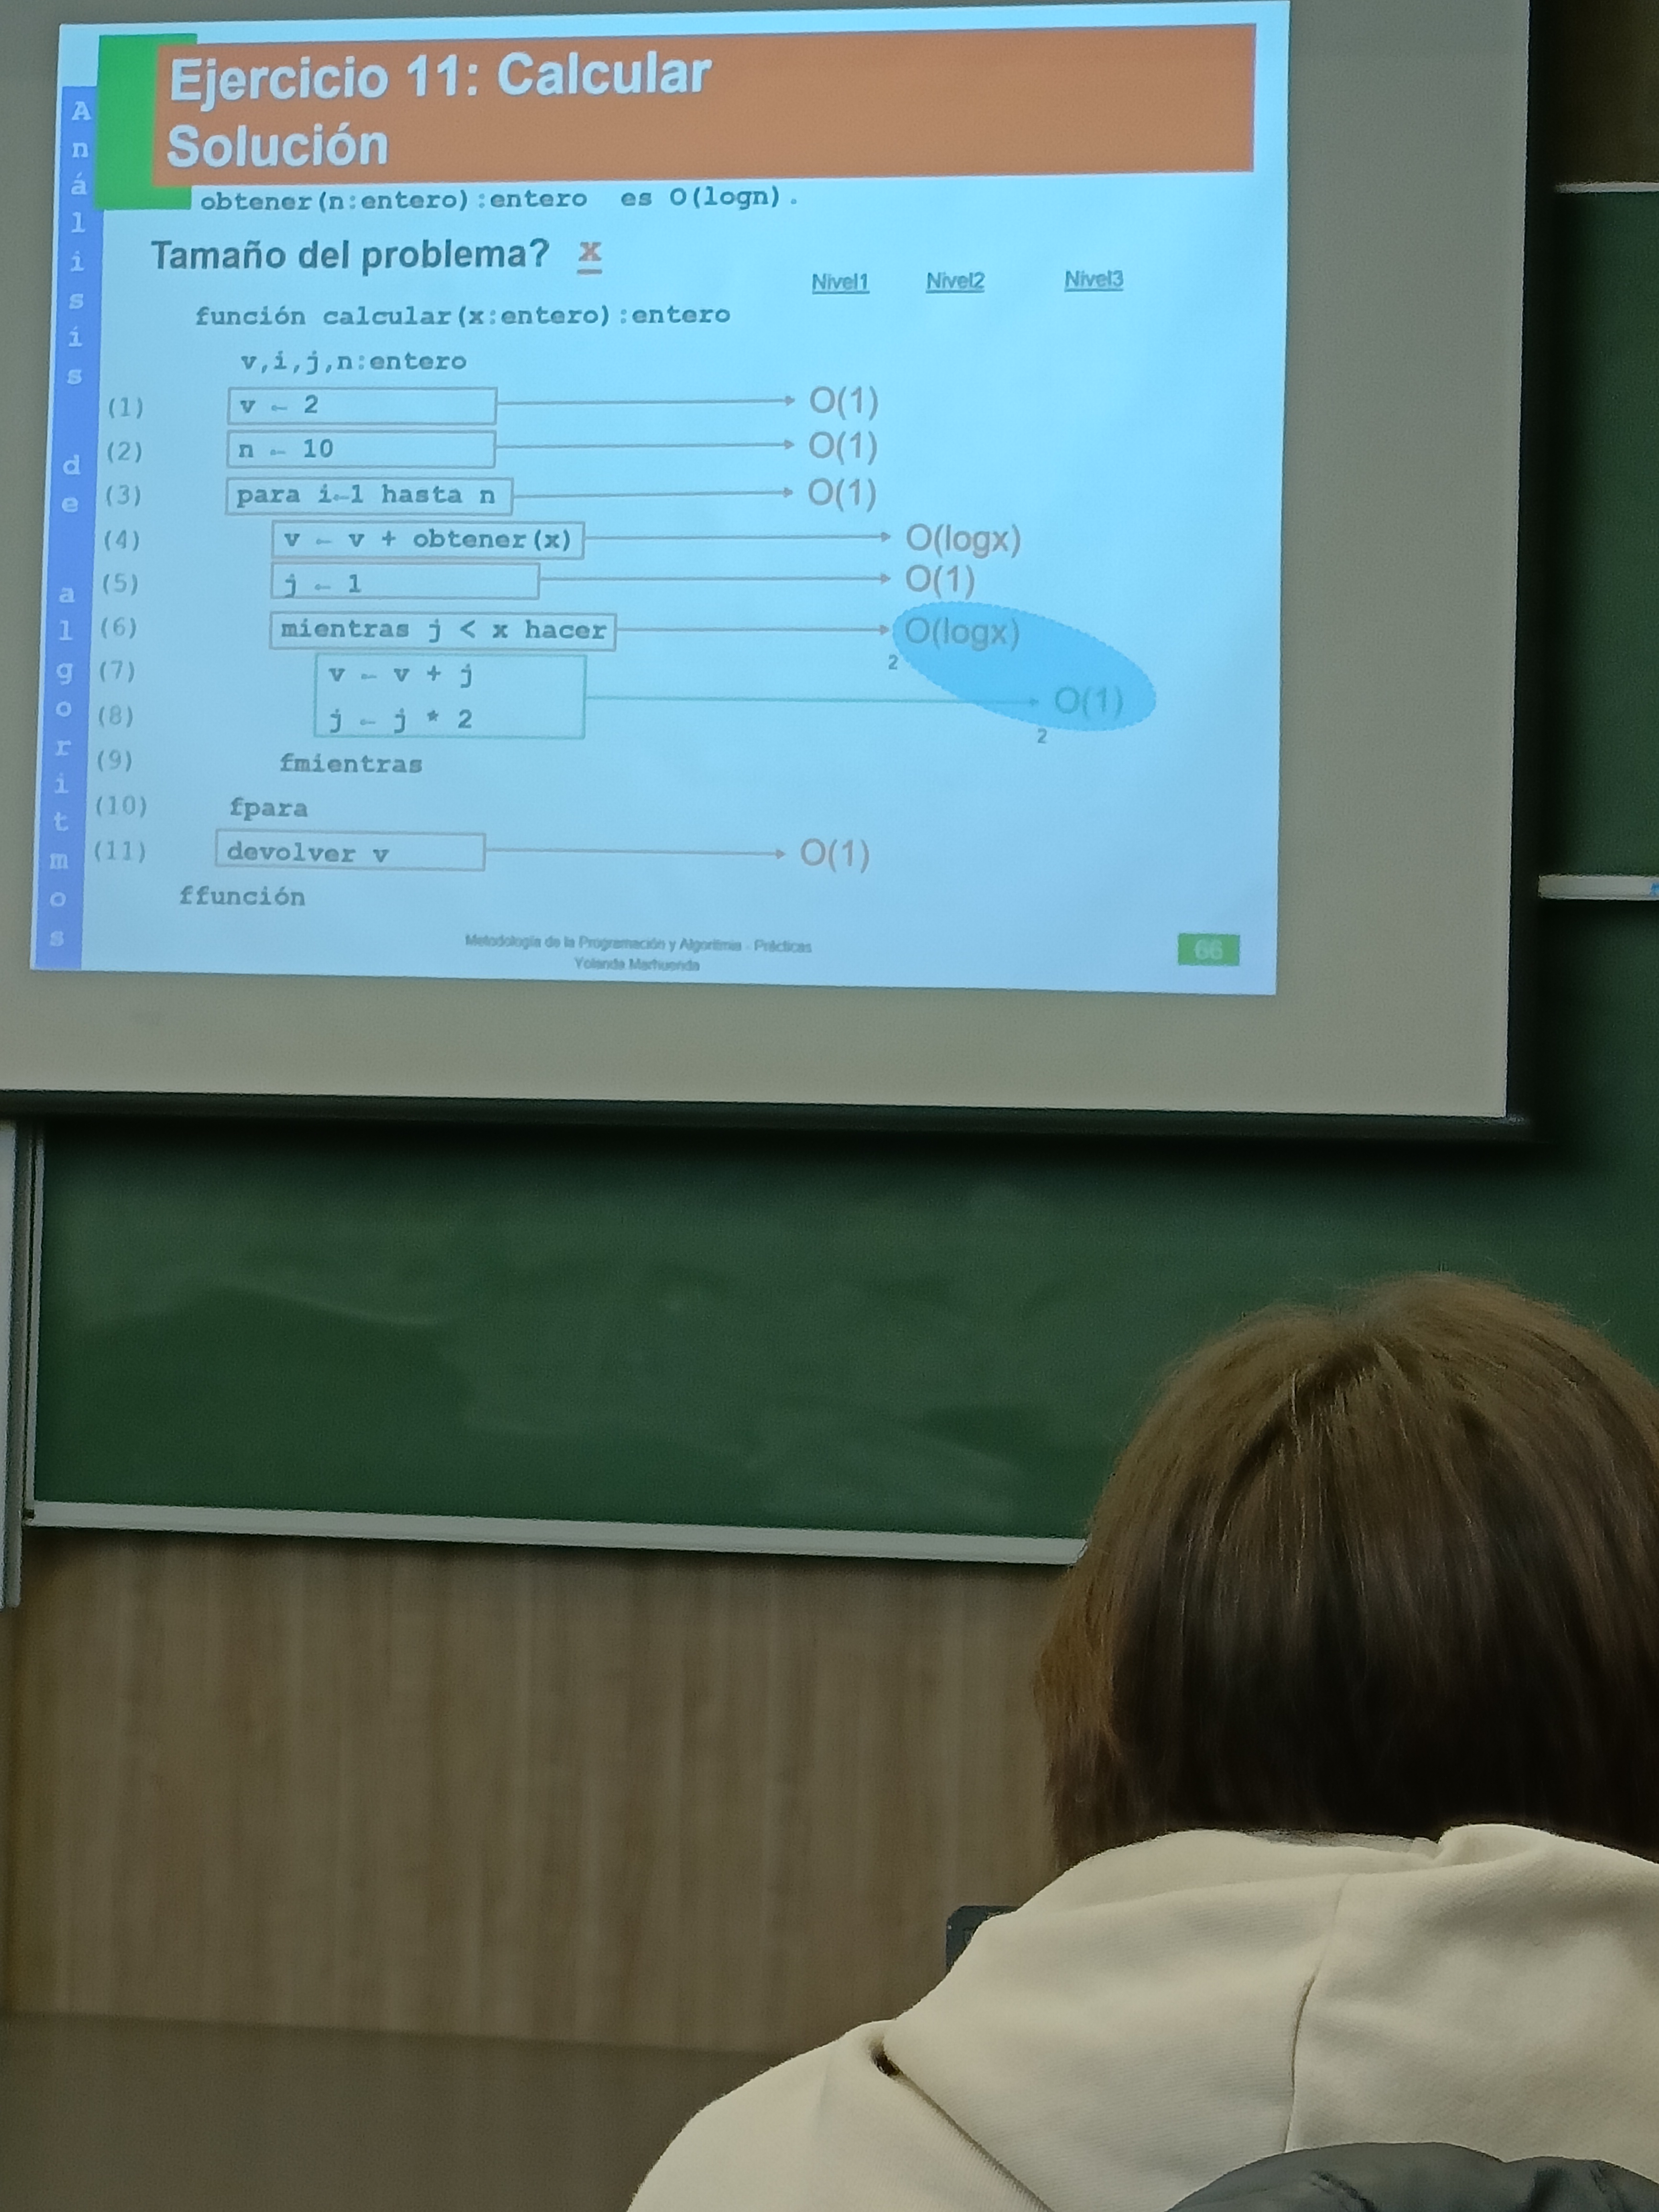 Ejercicio 11: Calcular
Solución
obtener(n:entero):entero es O(logn).
Tamaño del problema? x
Nivel1 Nivel2 Nivel3
función calcular(x:entero):entero
v,i,j,n:entero
(1) v ← 2 O(1)
(2) n ← 10 O(1)
(3) para i←1 hasta n O(1)
(4) v ← v + obtener(x) O(logx)
(5) j ← 1 O(1)
(6) mientras j < x hacer O(logx)
2
(7) v ← v + j
O(1)
(8) j ← j * 2
2
(9) fmientras
(10) fpara
(11) devolver v O(1)
ffunción
Metodología de la Programación y Algoritmia - Prácticas
Yolanda Marhuenda
66
Análisis de algoritmos